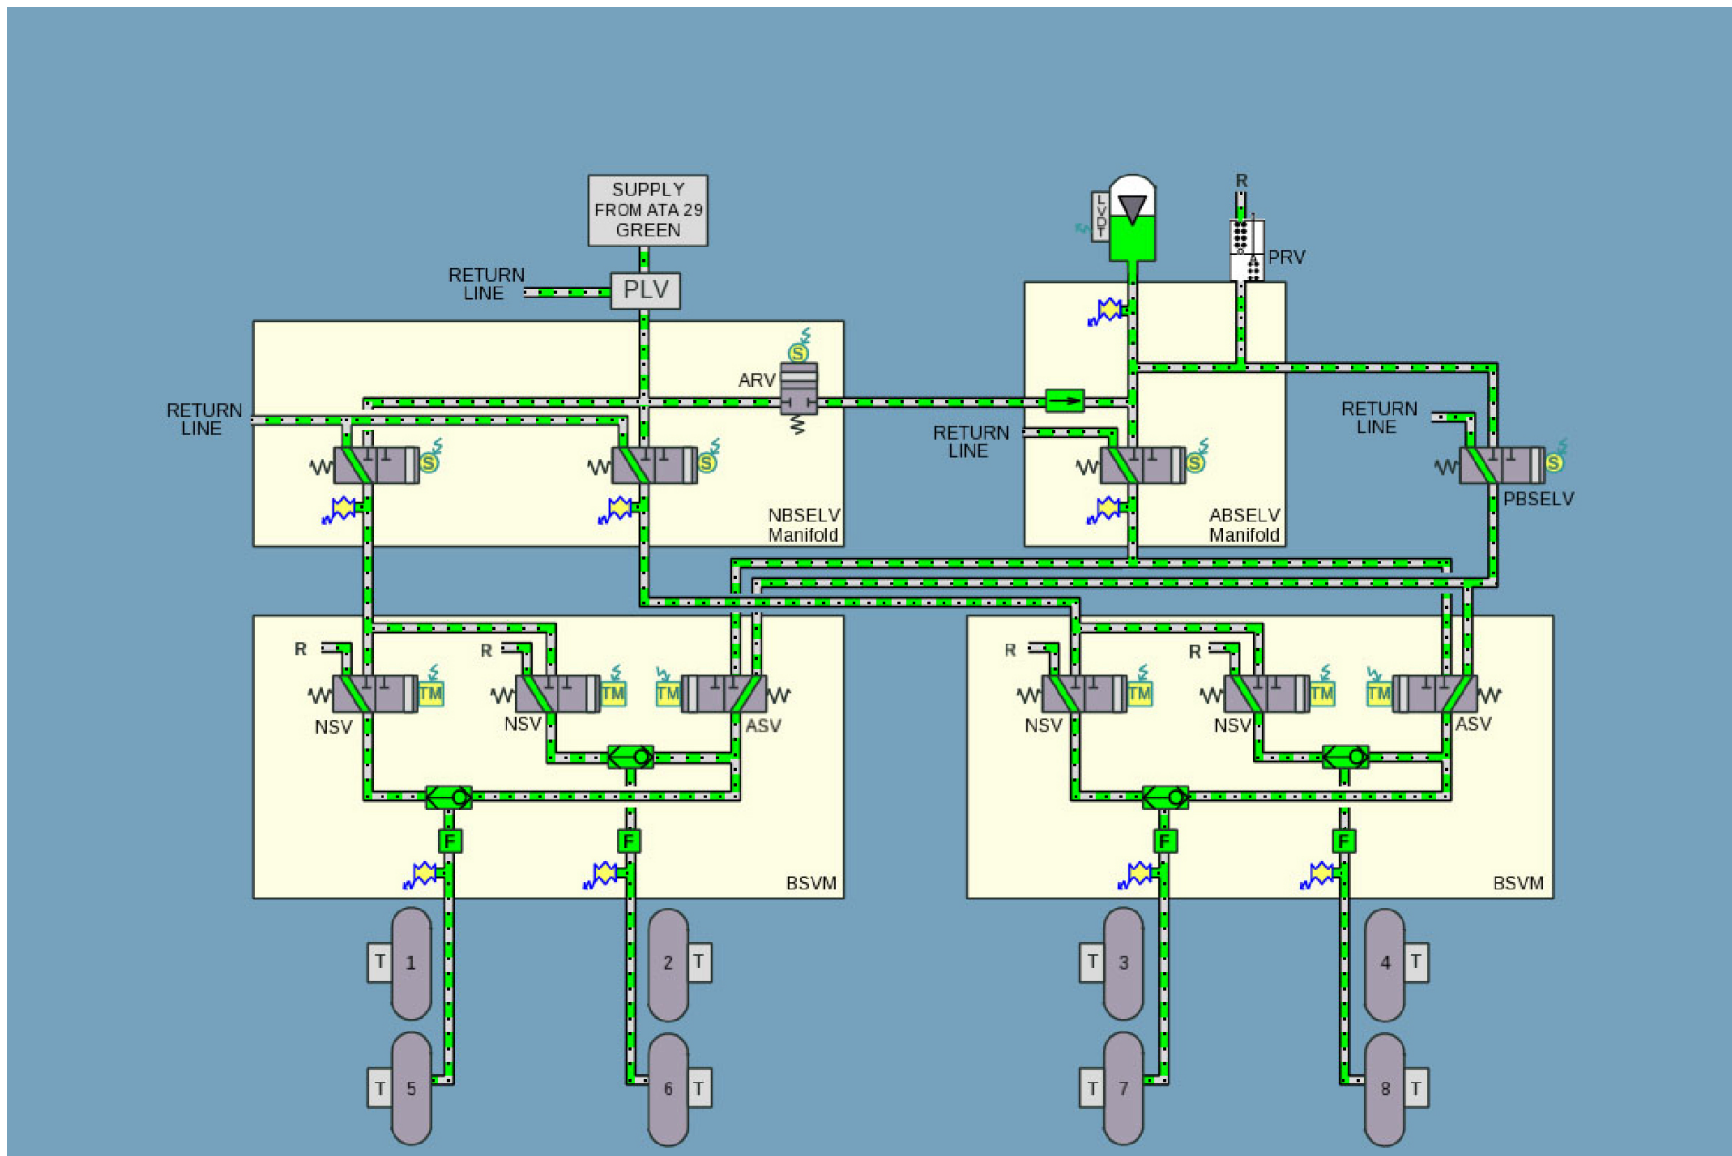 SUPPLY
FROM ATA 29
GREEN
RETURN
LINE
PLV
L
V
D
T
R
PRV
S
ARV
RETURN
LINE
S
S
NBSELV
Manifold
RETURN
LINE
S
ABSELV
Manifold
RETURN
LINE
S
PBSELV
R
TM
NSV
R
TM
NSV
TM
ASV
F
F
BSVM
R
TM
NSV
R
TM
NSV
TM
ASV
F
F
BSVM
T 1
2 T
T 3
4 T
T 5
6 T
T 7
8 T